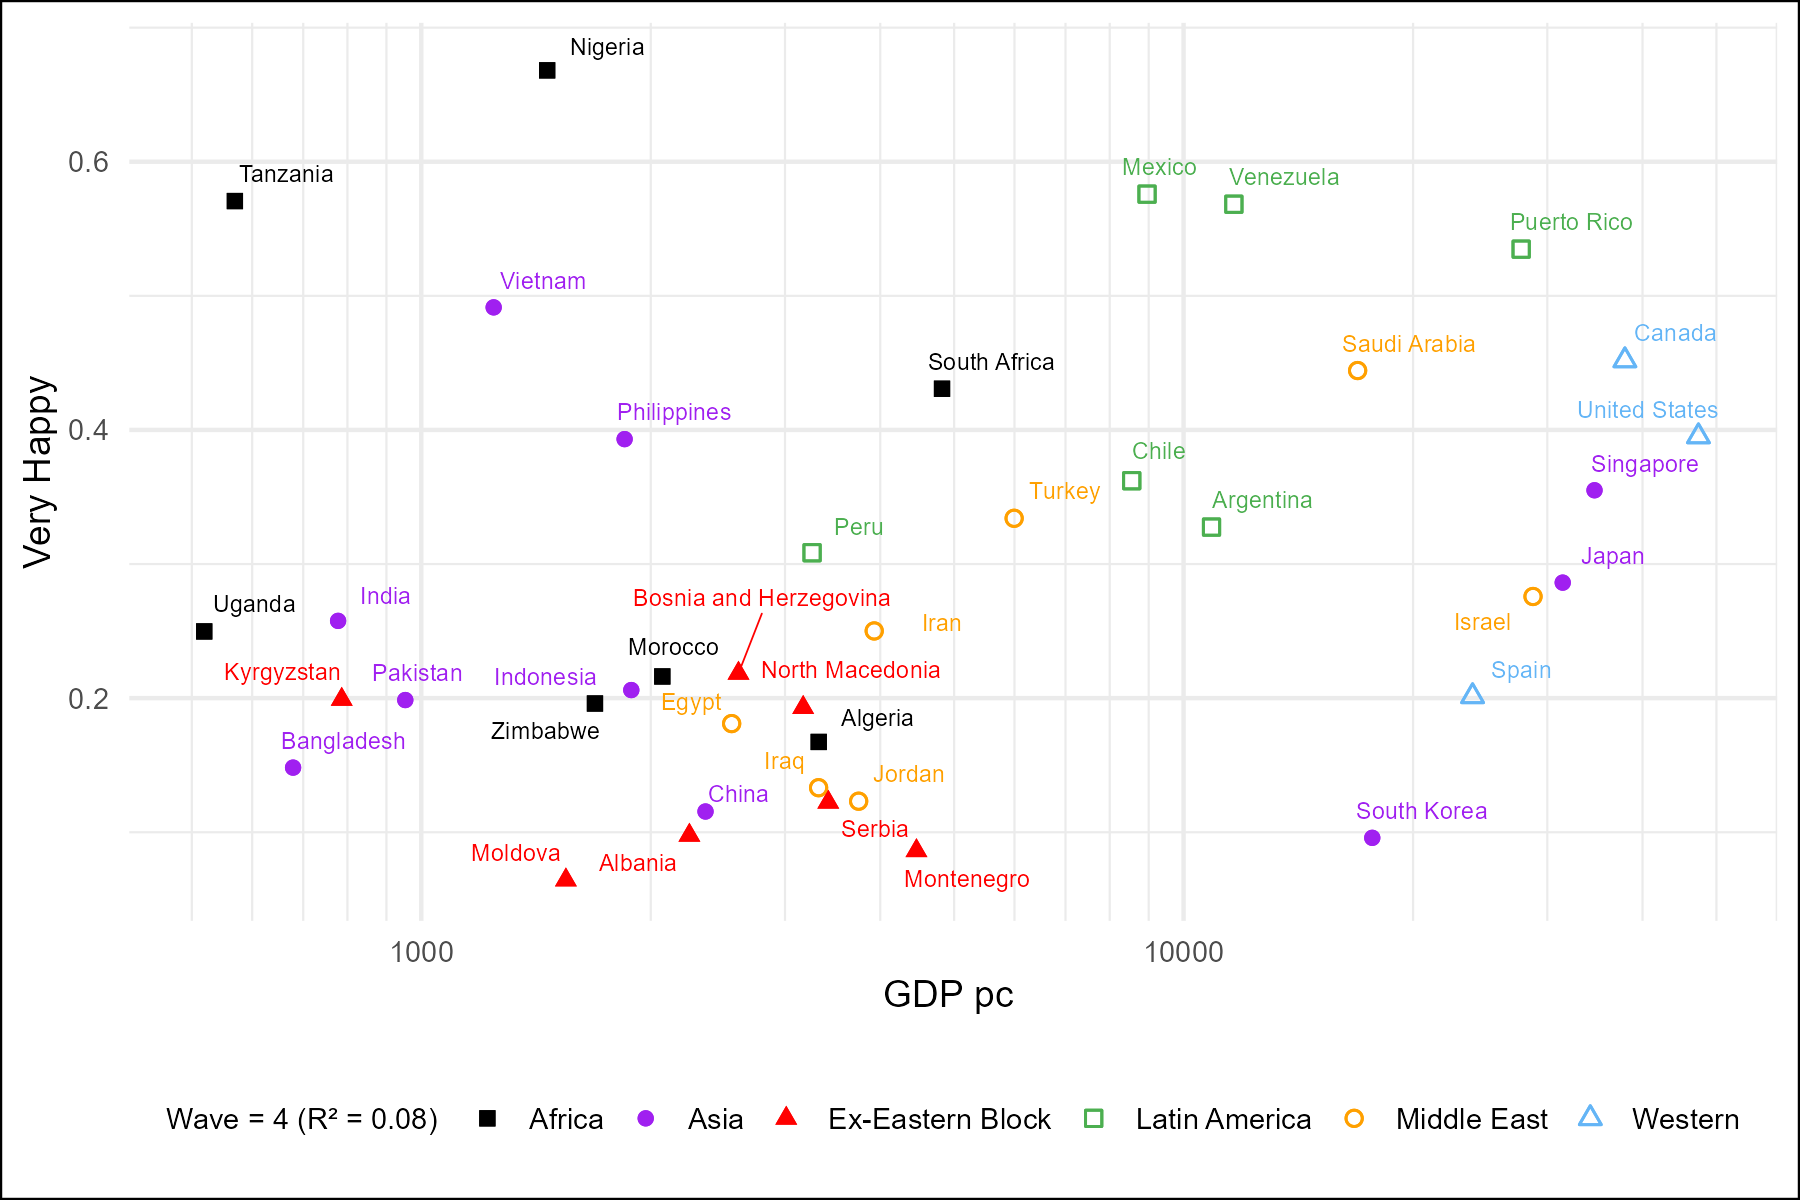 Nigeria
0.6
Tanzania
Mexico
Venezuela
Puerto Rico
Vietnam
Canada
Saudi Arabia
South Africa
United States
Philippines
0.4
Very Happy
Chile
Singapore
Turkey
Argentina
Peru
Japan
India
Bosnia and Herzegovina
Uganda
Iran
Israel
Morocco
Kyrgyzstan
Pakistan
Indonesia
North Macedonia
Spain
0.2
Egypt
Algeria
Zimbabwe
Bangladesh
Iraq
Jordan
China
South Korea
Serbia
Moldova
Albania
Montenegro
1000
10000
GDP pc
Wave = 4 (R² = 0.08) Africa Asia Ex-Eastern Block Latin America Middle East Western